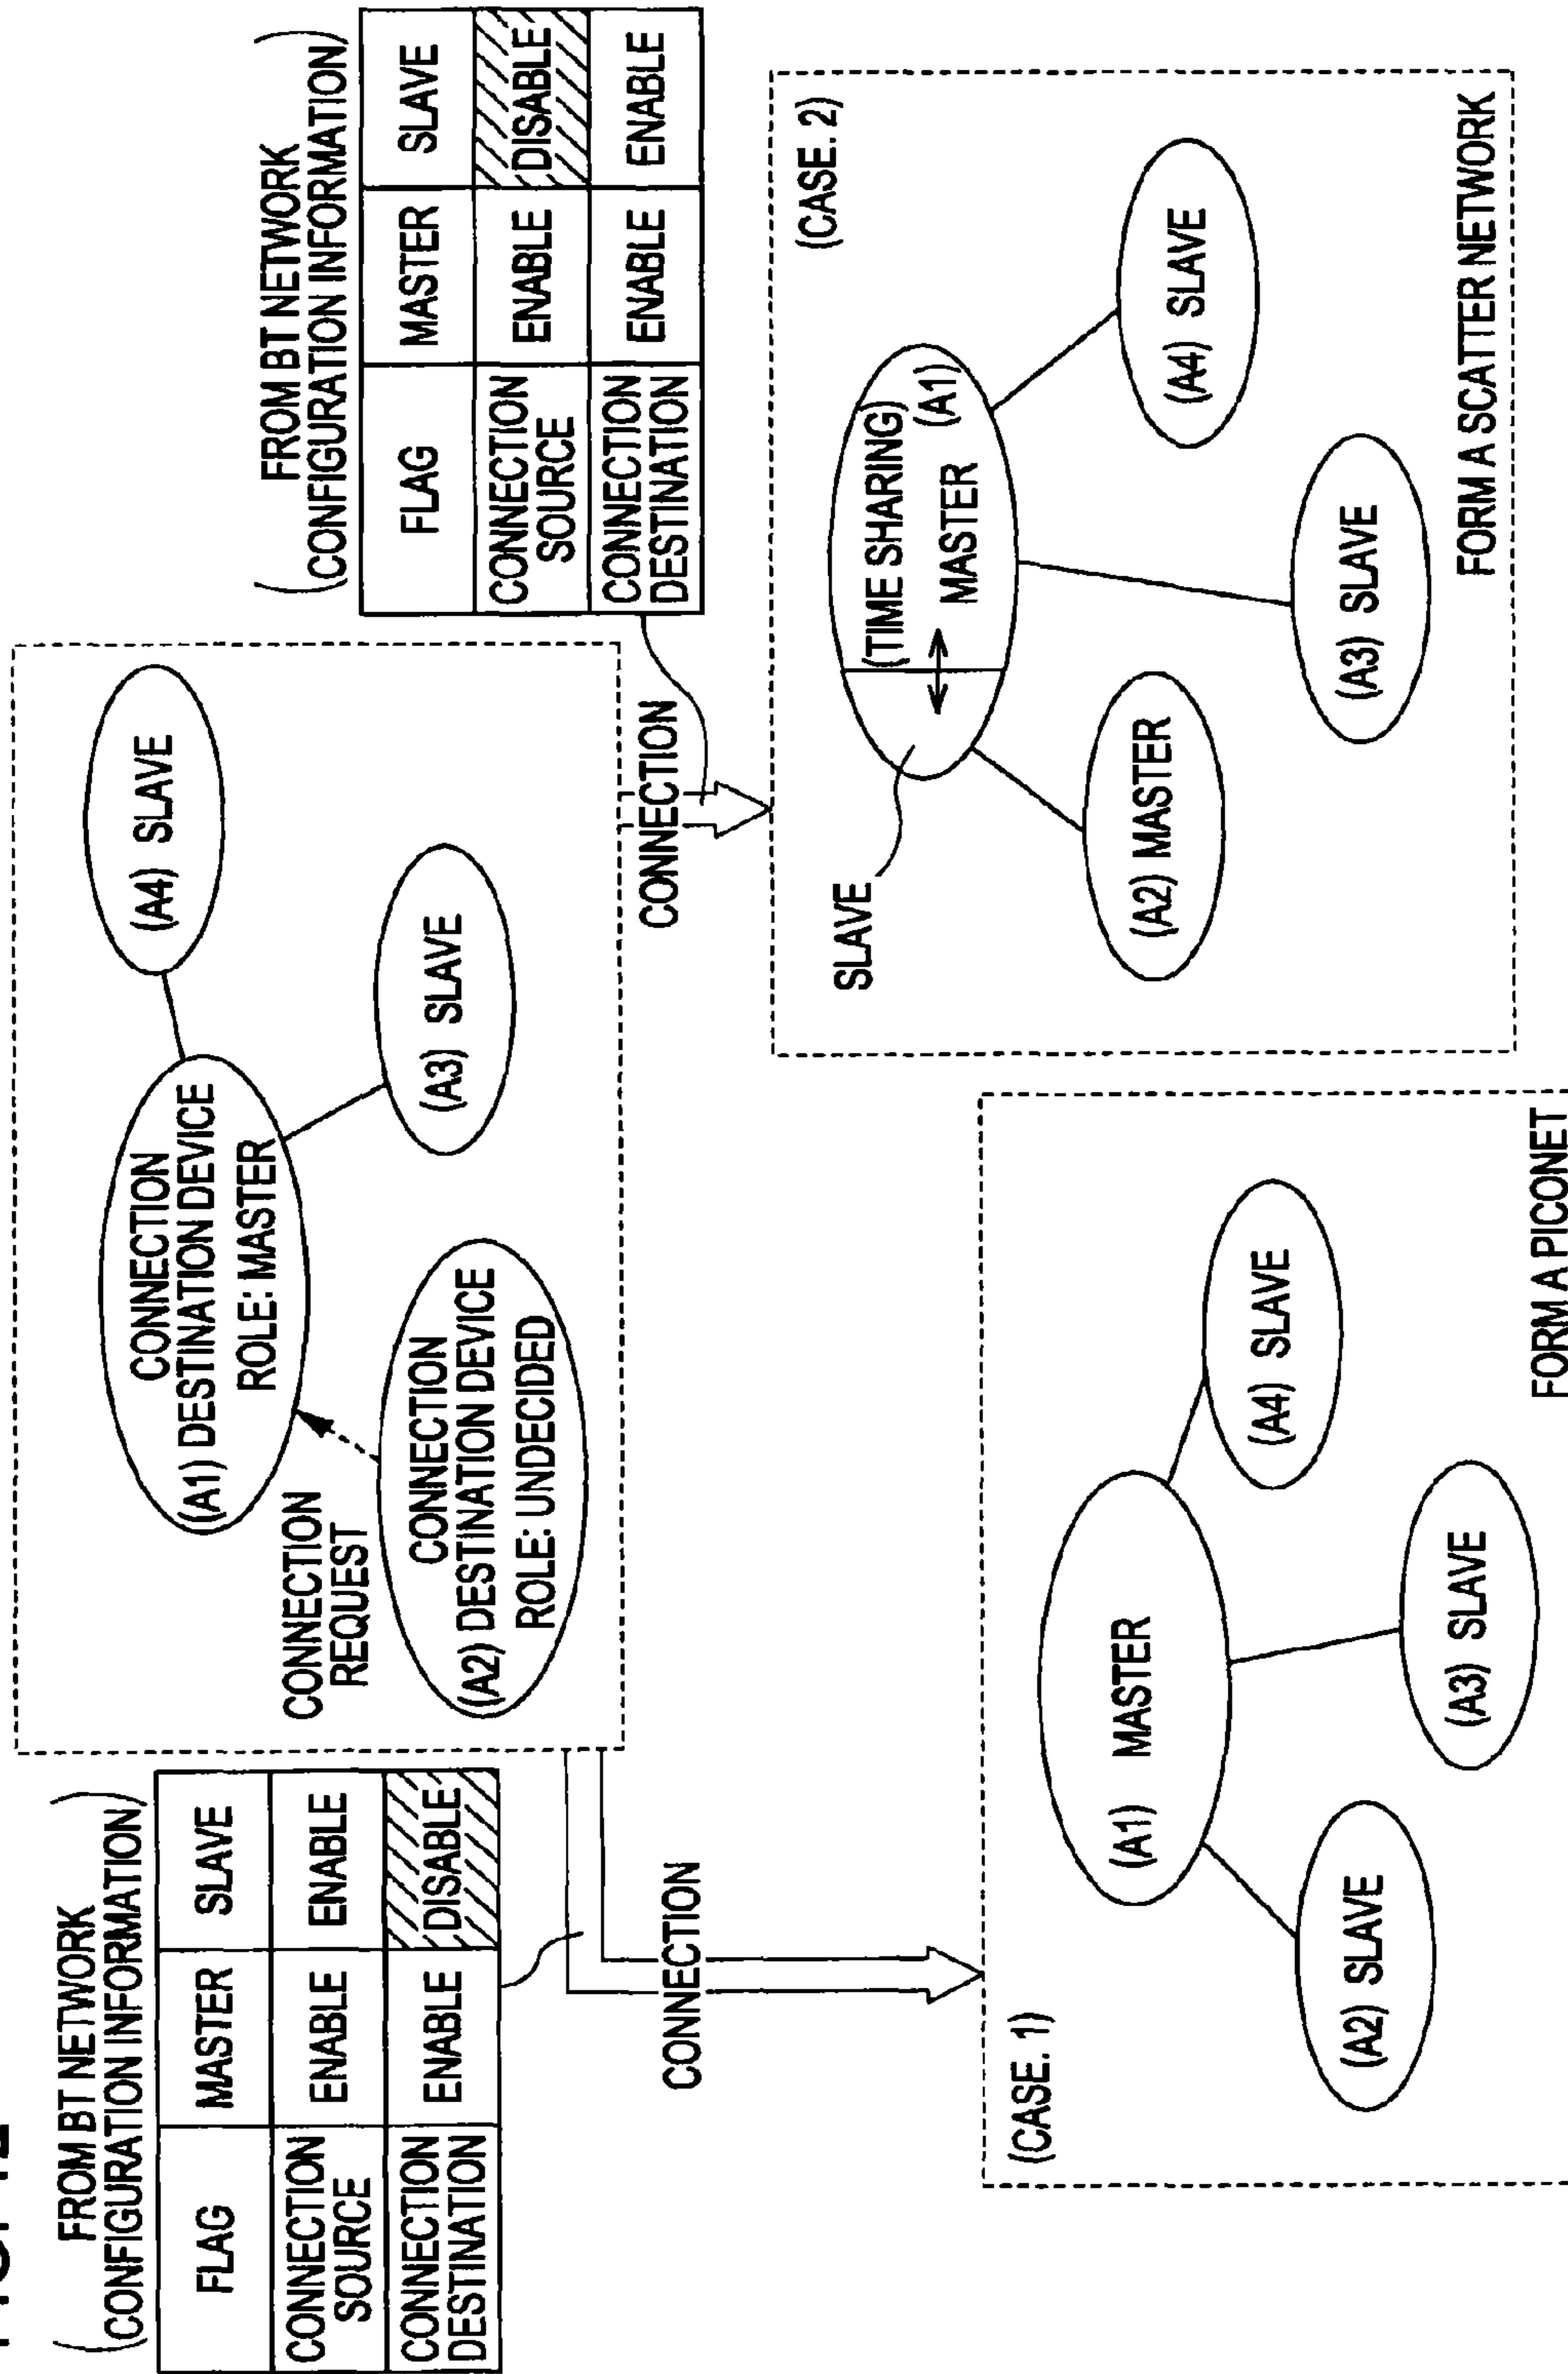 FROM BT NETWORK
CONFIGURATION INFORMATION
FLAG MASTER SLAVE
CONNECTION
SOURCE
ENABLE ENABLE
CONNECTION
DESTINATION
ENABLE DISABLE
CONNECTION
DESTINATION DEVICE
(A1)
ROLE: MASTER
(A4) SLAVE
(A3) SLAVE
CONNECTION
REQUEST
CONNECTION
DESTINATION DEVICE
(A2)
ROLE: UNDECIDED
FROM BT NETWORK
CONFIGURATION INFORMATION
FLAG MASTER SLAVE
CONNECTION
SOURCE
ENABLE DISABLE
CONNECTION
DESTINATION
ENABLE ENABLE
CONNECTION
CONNECTION
(CASE. 1)
(A1) MASTER
(A2) SLAVE
(A3) SLAVE
(A4) SLAVE
FORM A PICONET
(CASE. 2)
SLAVE
(TIME SHARING)
(A1)
MASTER
(A2) MASTER
(A3) SLAVE
(A4) SLAVE
FORM A SCATTER NETWORK